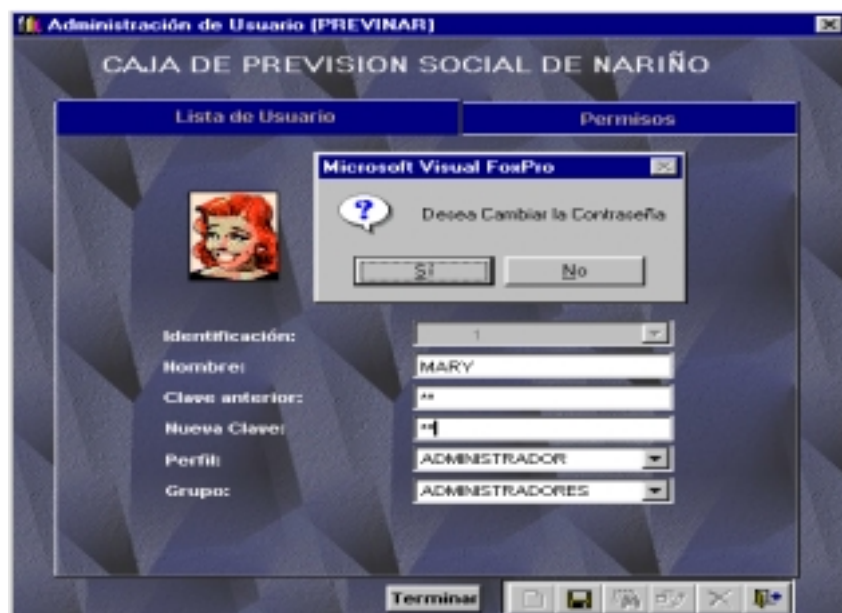 Administración de Usuario [PREVINAR]
CAJA DE PREVISION SOCIAL DE NARIÑO
Lista de Usuario
Permisos
Microsoft Visual FoxPro
?
Desea Cambiar la Contraseña
Sí
No
Identificación: 1
Nombre: MARY
Clave anterior: **
Nueva Clave: **
Perfil: ADMINISTRADOR
Grupo: ADMINISTRADORES
Terminar